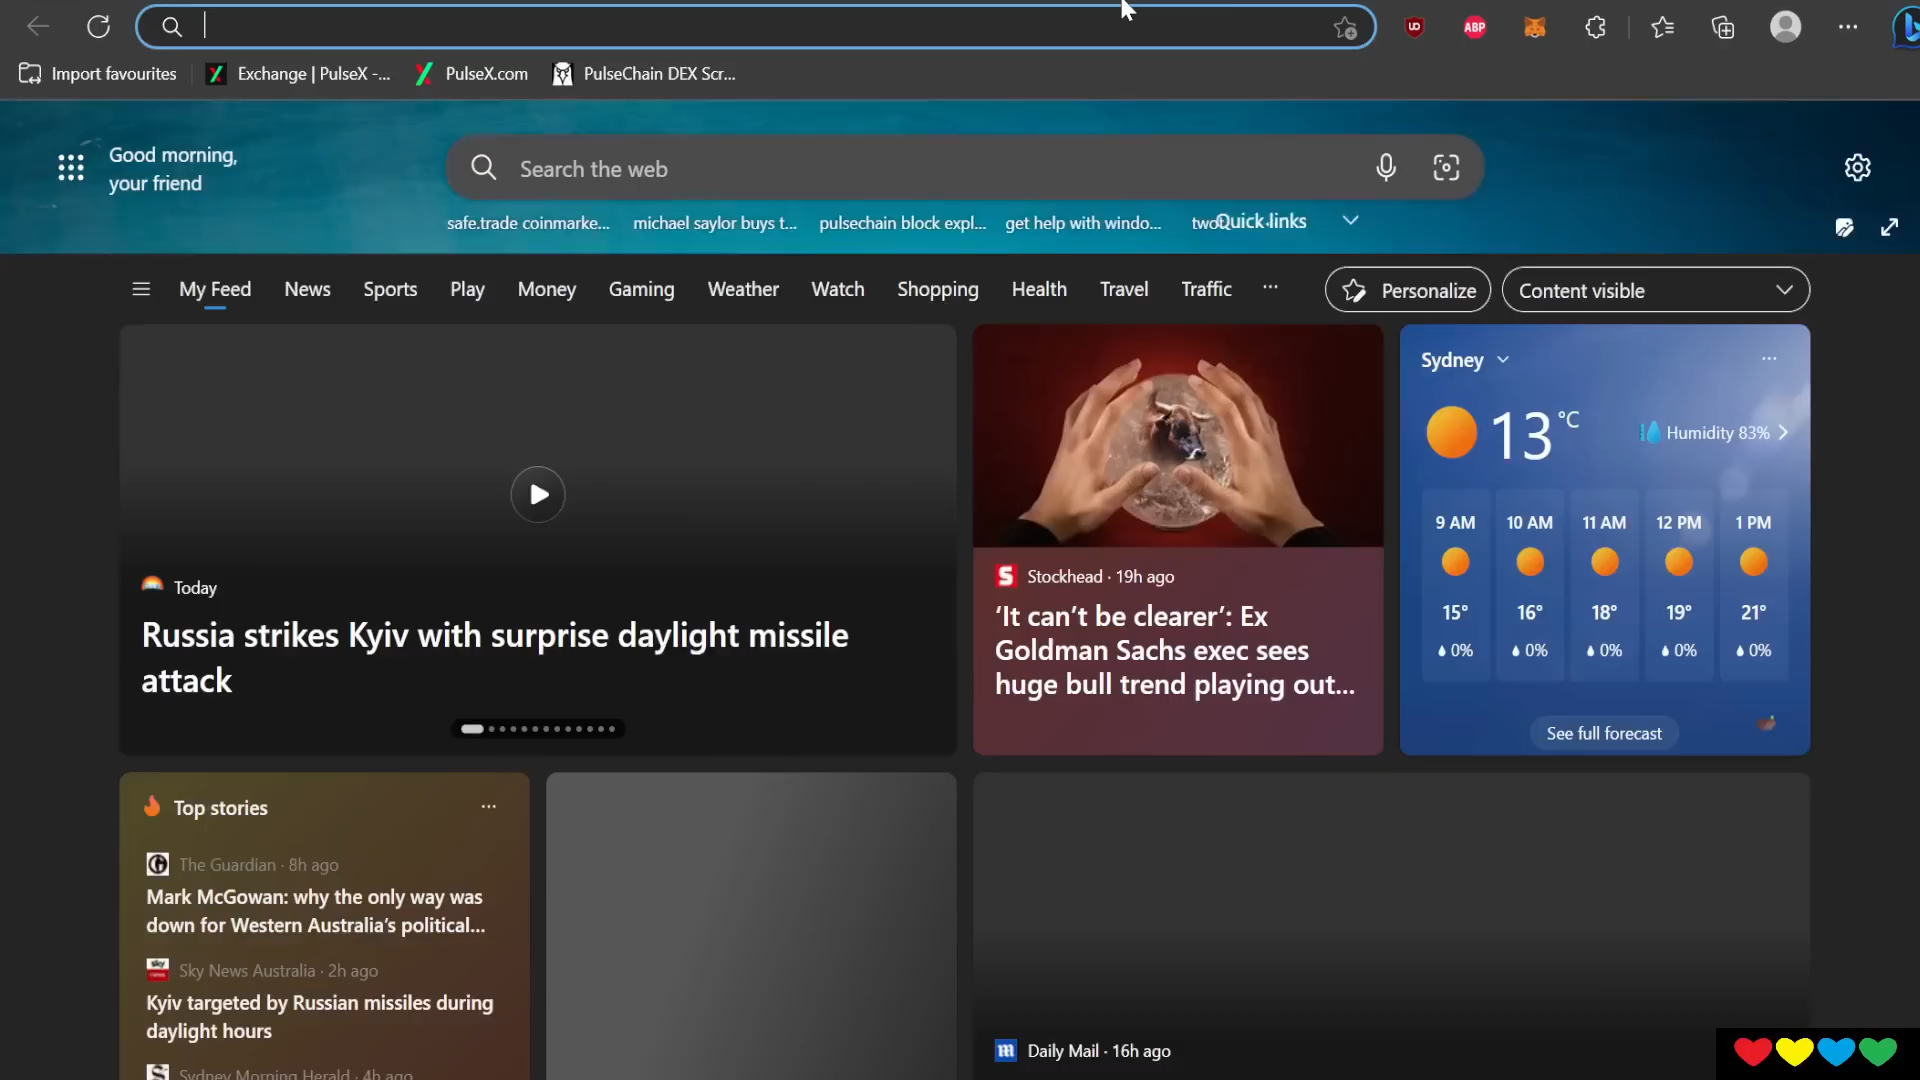 UD
ABP
Import favourites
Exchange | PulseX -...
PulseX.com
PulseChain DEX Scr...
Good morning,
your friend
Search the web
safe.trade coinmarke...
michael saylor buys t...
pulsechain block expl...
get help with windo...
Quick links
My Feed
News
Sports
Play
Money
Gaming
Weather
Watch
Shopping
Health
Travel
Traffic
Personalize
Content visible
Today
Russia strikes Kyiv with surprise daylight missile
attack
Stockhead · 19h ago
‘It can’t be clearer’: Ex
Goldman Sachs exec sees
huge bull trend playing out...
Sydney
13 °C
Humidity 83%
9 AM 10 AM 11 AM 12 PM 1 PM
15° 16° 18° 19° 21°
0% 0% 0% 0% 0%
See full forecast
Top stories
The Guardian · 8h ago
Mark McGowan: why the only way was
down for Western Australia’s political...
Sky News Australia · 2h ago
Kyiv targeted by Russian missiles during
daylight hours
Sydney Morning Herald · 4h ago
Daily Mail · 16h ago